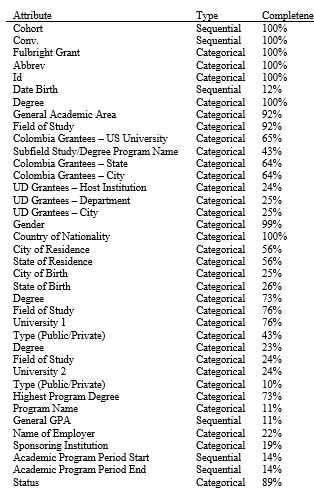 Attribute Type Completene
Cohort Sequential 100%
Conv. Sequential 100%
Fulbright Grant Categorical 100%
Abbrev Categorical 100%
Id Categorical 100%
Date Birth Sequential 12%
Degree Categorical 100%
General Academic Area Categorical 92%
Field of Study Categorical 92%
Colombia Grantees – US University Categorical 65%
Subfield Study/Degree Program Name Categorical 43%
Colombia Grantees – State Categorical 64%
Colombia Grantees – City Categorical 64%
UD Grantees – Host Institution Categorical 24%
UD Grantees – Department Categorical 25%
UD Grantees – City Categorical 25%
Gender Categorical 99%
Country of Nationality Categorical 100%
City of Residence Categorical 56%
State of Residence Categorical 56%
City of Birth Categorical 25%
State of Birth Categorical 26%
Degree Categorical 73%
Field of Study Categorical 76%
University 1 Categorical 76%
Type (Public/Private) Categorical 43%
Degree Categorical 23%
Field of Study Categorical 24%
University 2 Categorical 24%
Type (Public/Private) Categorical 10%
Highest Program Degree Categorical 73%
Program Name Categorical 11%
General GPA Sequential 11%
Name of Employer Categorical 22%
Sponsoring Institution Categorical 19%
Academic Program Period Start Sequential 14%
Academic Program Period End Sequential 14%
Status Categorical 89%